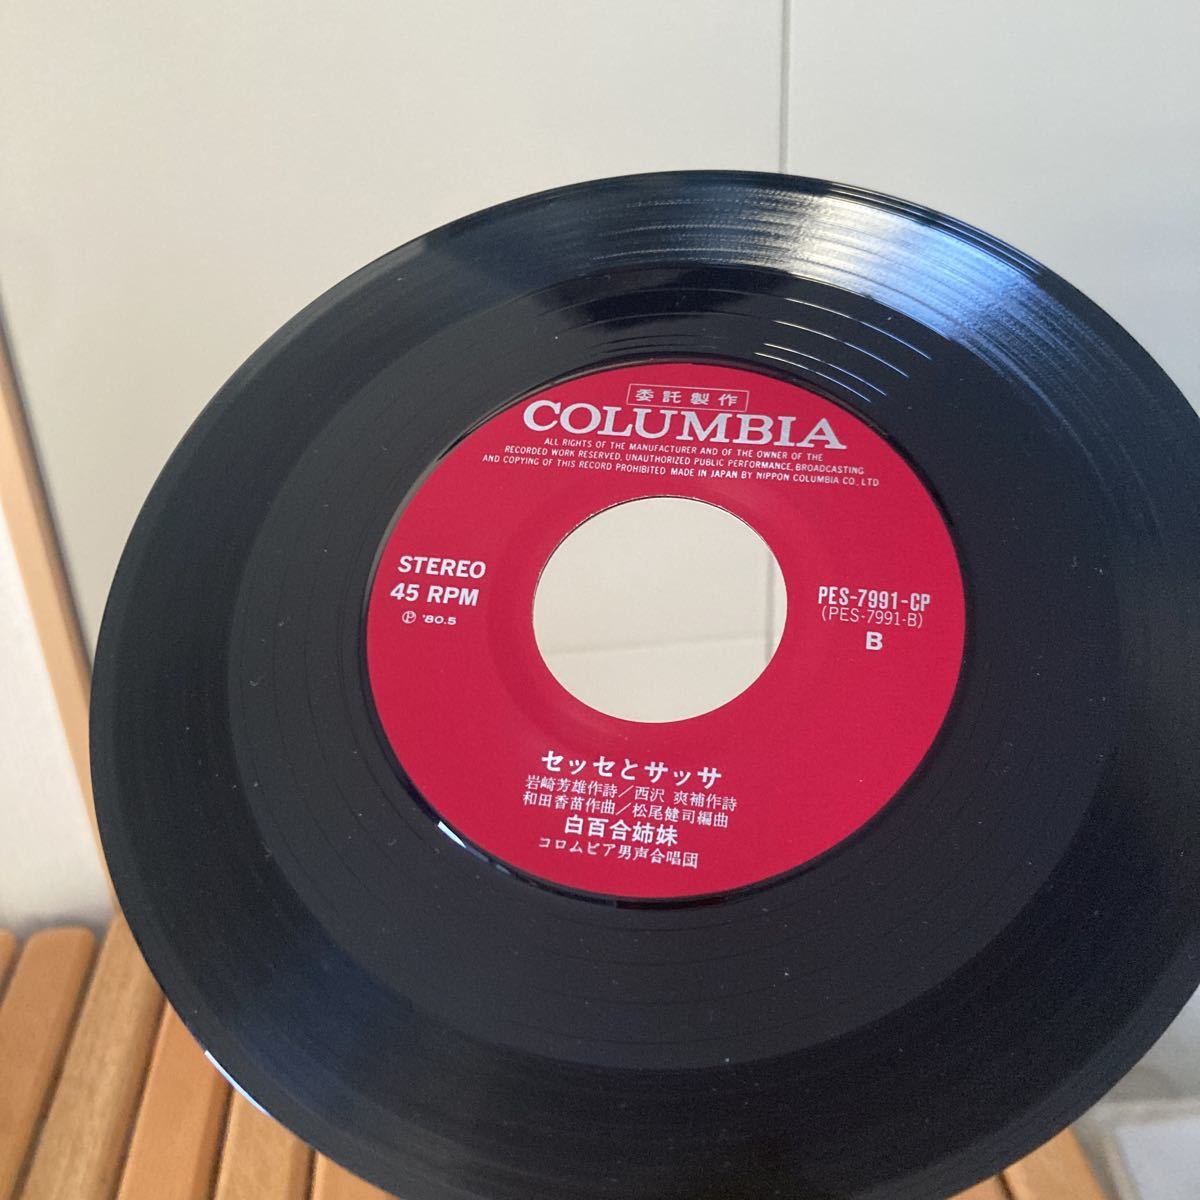 委託製作
COLUMBIA
ALL RIGHTS OF THE MANUFACTURER AND OF THE OWNER OF THE
RECORDED WORK RESERVED, UNAUTHORIZED PUBLIC PERFORMANCE, BROADCASTING
AND COPYING OF THIS RECORD PROHIBITED MADE IN JAPAN BY NIPPON COLUMBIA CO., LTD
STEREO
45 RPM
Ⓟ '80.5
PES-7991-CP
(PES-7991-B)
B
セッセとサッサ
岩崎芳雄作詩／西沢 爽補作詩
和田香苗作曲／松尾健司編曲
白百合姉妹
コロムビア男声合唱団